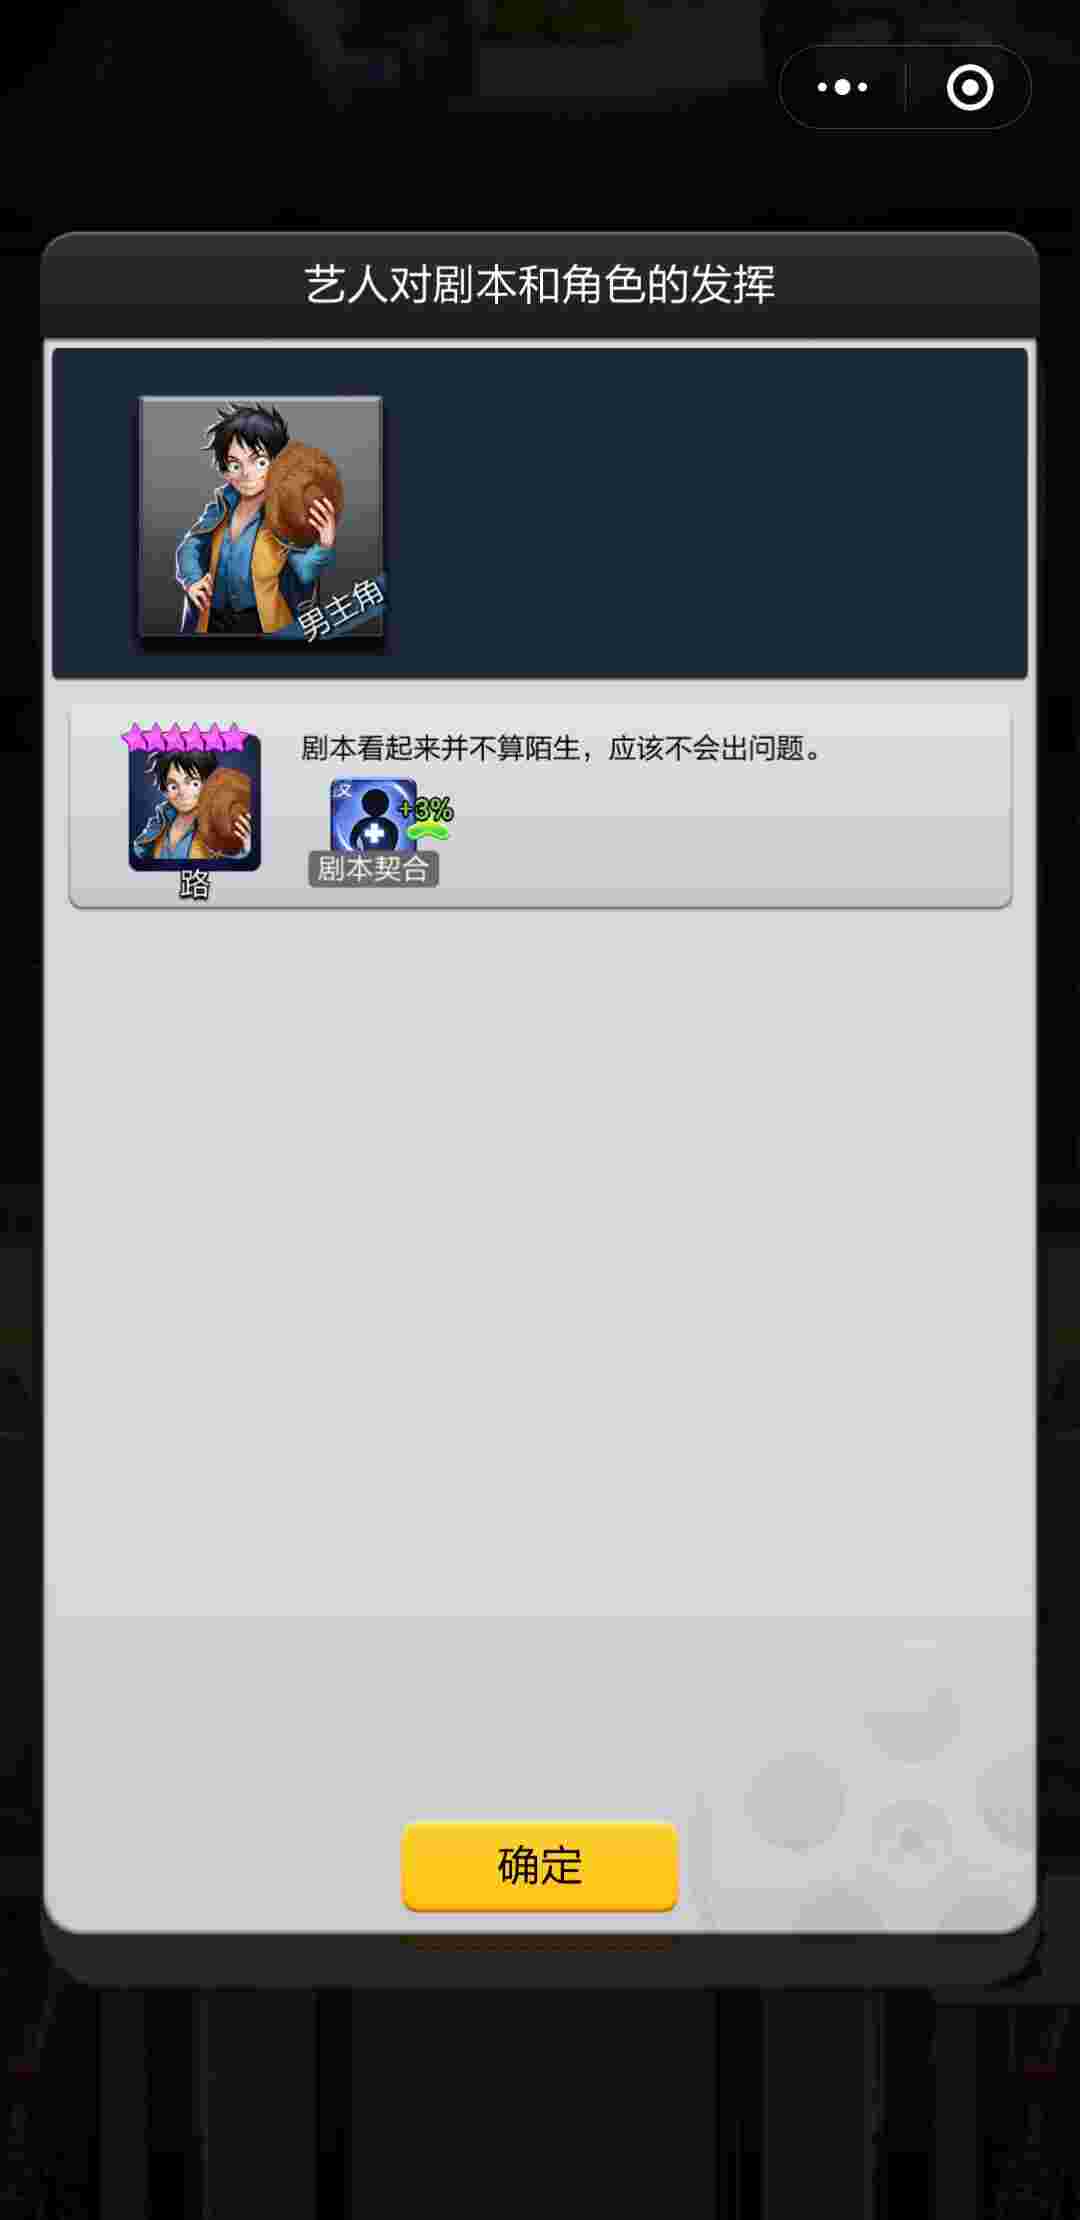 艺人对剧本和角色的发挥
男主角
剧本看起来并不算陌生，应该不会出问题。
+3%
剧本契合
路
确定